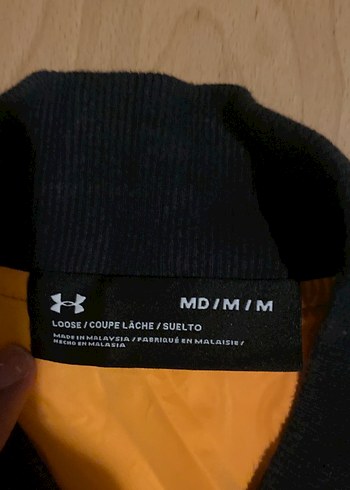 MD / M / M
LOOSE / COUPE LÂCHE / SUELTO
MADE IN MALAYSIA / FABRIQUÉ EN MALAISIE /
HECHO EN MALASIA